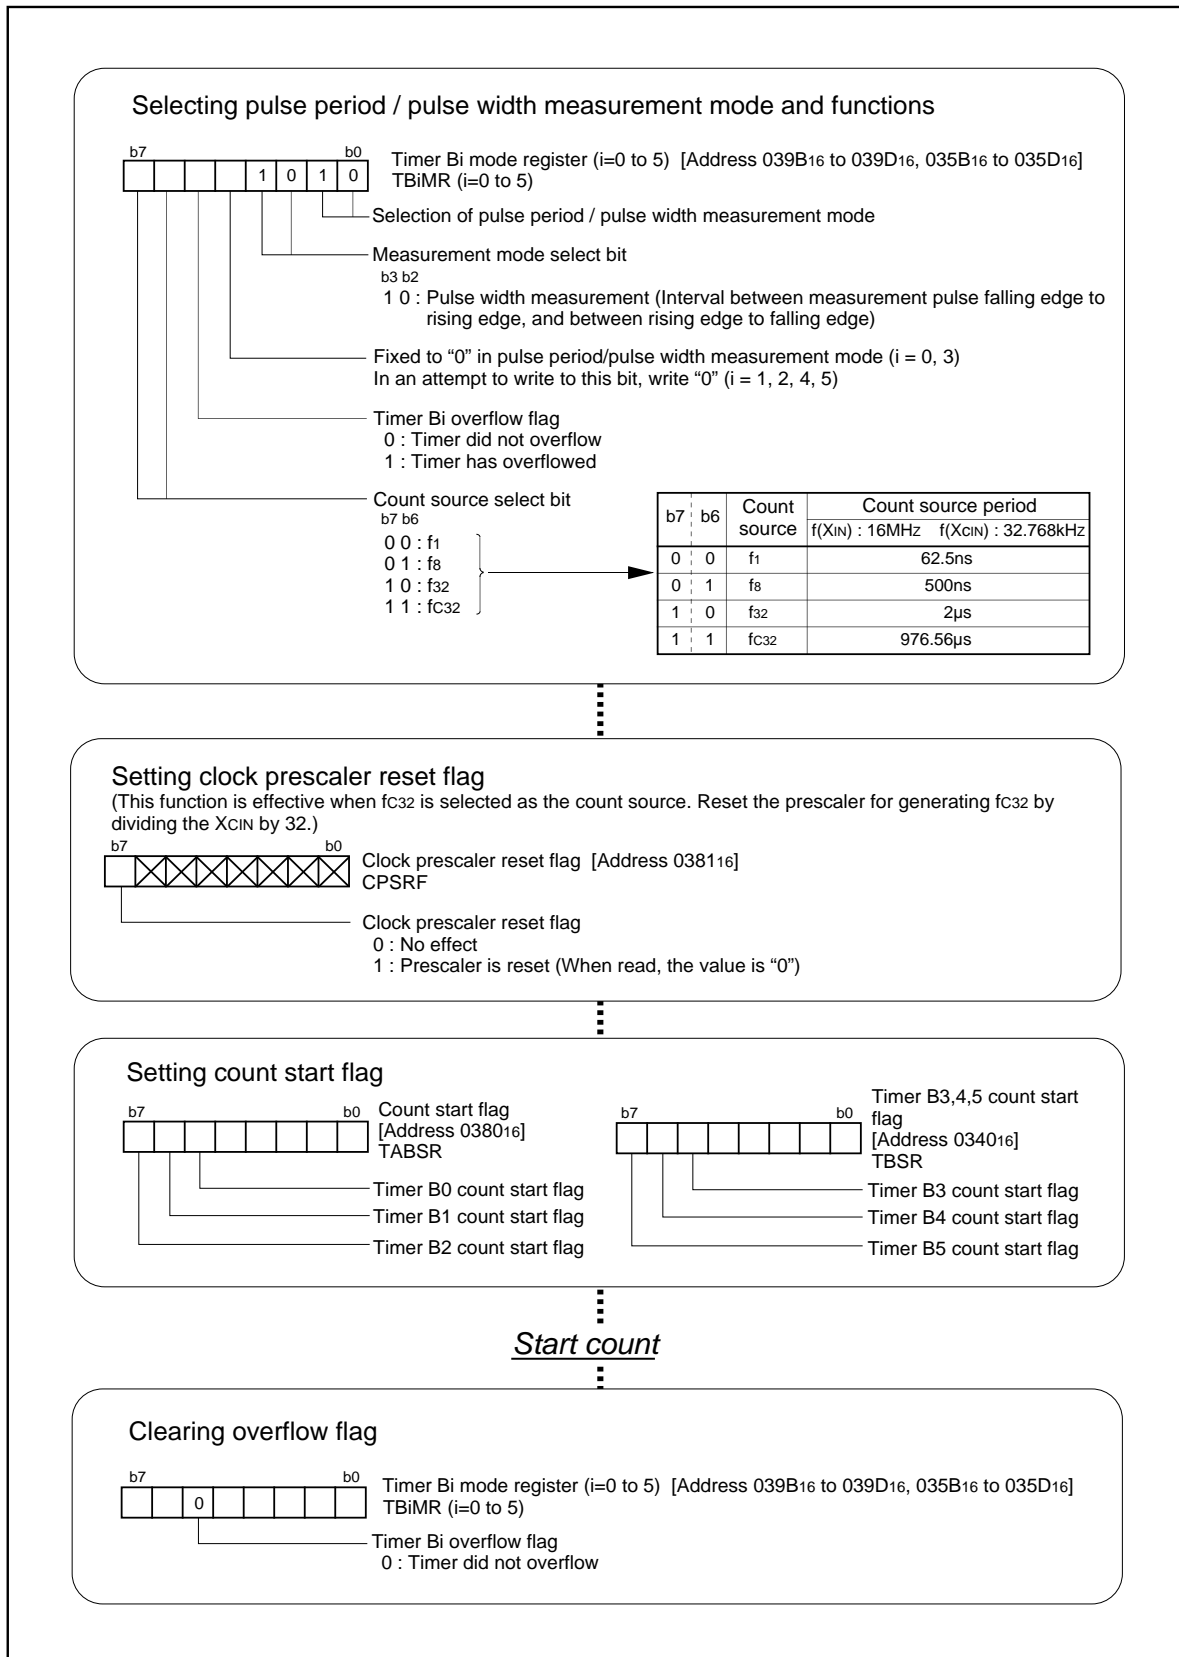 Selecting pulse period / pulse width measurement mode and functions
b7 b0
1 0 1 0
Timer Bi mode register (i=0 to 5) [Address 039B16 to 039D16, 035B16 to 035D16]
TBiMR (i=0 to 5)
Selection of pulse period / pulse width measurement mode
Measurement mode select bit
b3 b2
1 0 : Pulse width measurement (Interval between measurement pulse falling edge to
rising edge, and between rising edge to falling edge)
Fixed to “0” in pulse period/pulse width measurement mode (i = 0, 3)
In an attempt to write to this bit, write “0” (i = 1, 2, 4, 5)
Timer Bi overflow flag
0 : Timer did not overflow
1 : Timer has overflowed
Count source select bit
b7 b6
0 0 : f1
0 1 : f8
1 0 : f32
1 1 : fC32
b7 b6 Count source Count source period
f(XIN) : 16MHz f(XCIN) : 32.768kHz
0 0 f1 62.5ns
0 1 f8 500ns
1 0 f32 2µs
1 1 fC32 976.56µs
Setting clock prescaler reset flag
(This function is effective when fC32 is selected as the count source. Reset the prescaler for generating fC32 by
dividing the XCIN by 32.)
b7 b0
Clock prescaler reset flag [Address 038116]
CPSRF
Clock prescaler reset flag
0 : No effect
1 : Prescaler is reset (When read, the value is “0”)
Setting count start flag
b7 b0
Count start flag
[Address 038016]
TABSR
Timer B0 count start flag
Timer B1 count start flag
Timer B2 count start flag
b7 b0
Timer B3,4,5 count start
flag
[Address 034016]
TBSR
Timer B3 count start flag
Timer B4 count start flag
Timer B5 count start flag
Start count
Clearing overflow flag
b7 b0
0
Timer Bi mode register (i=0 to 5) [Address 039B16 to 039D16, 035B16 to 035D16]
TBiMR (i=0 to 5)
Timer Bi overflow flag
0 : Timer did not overflow